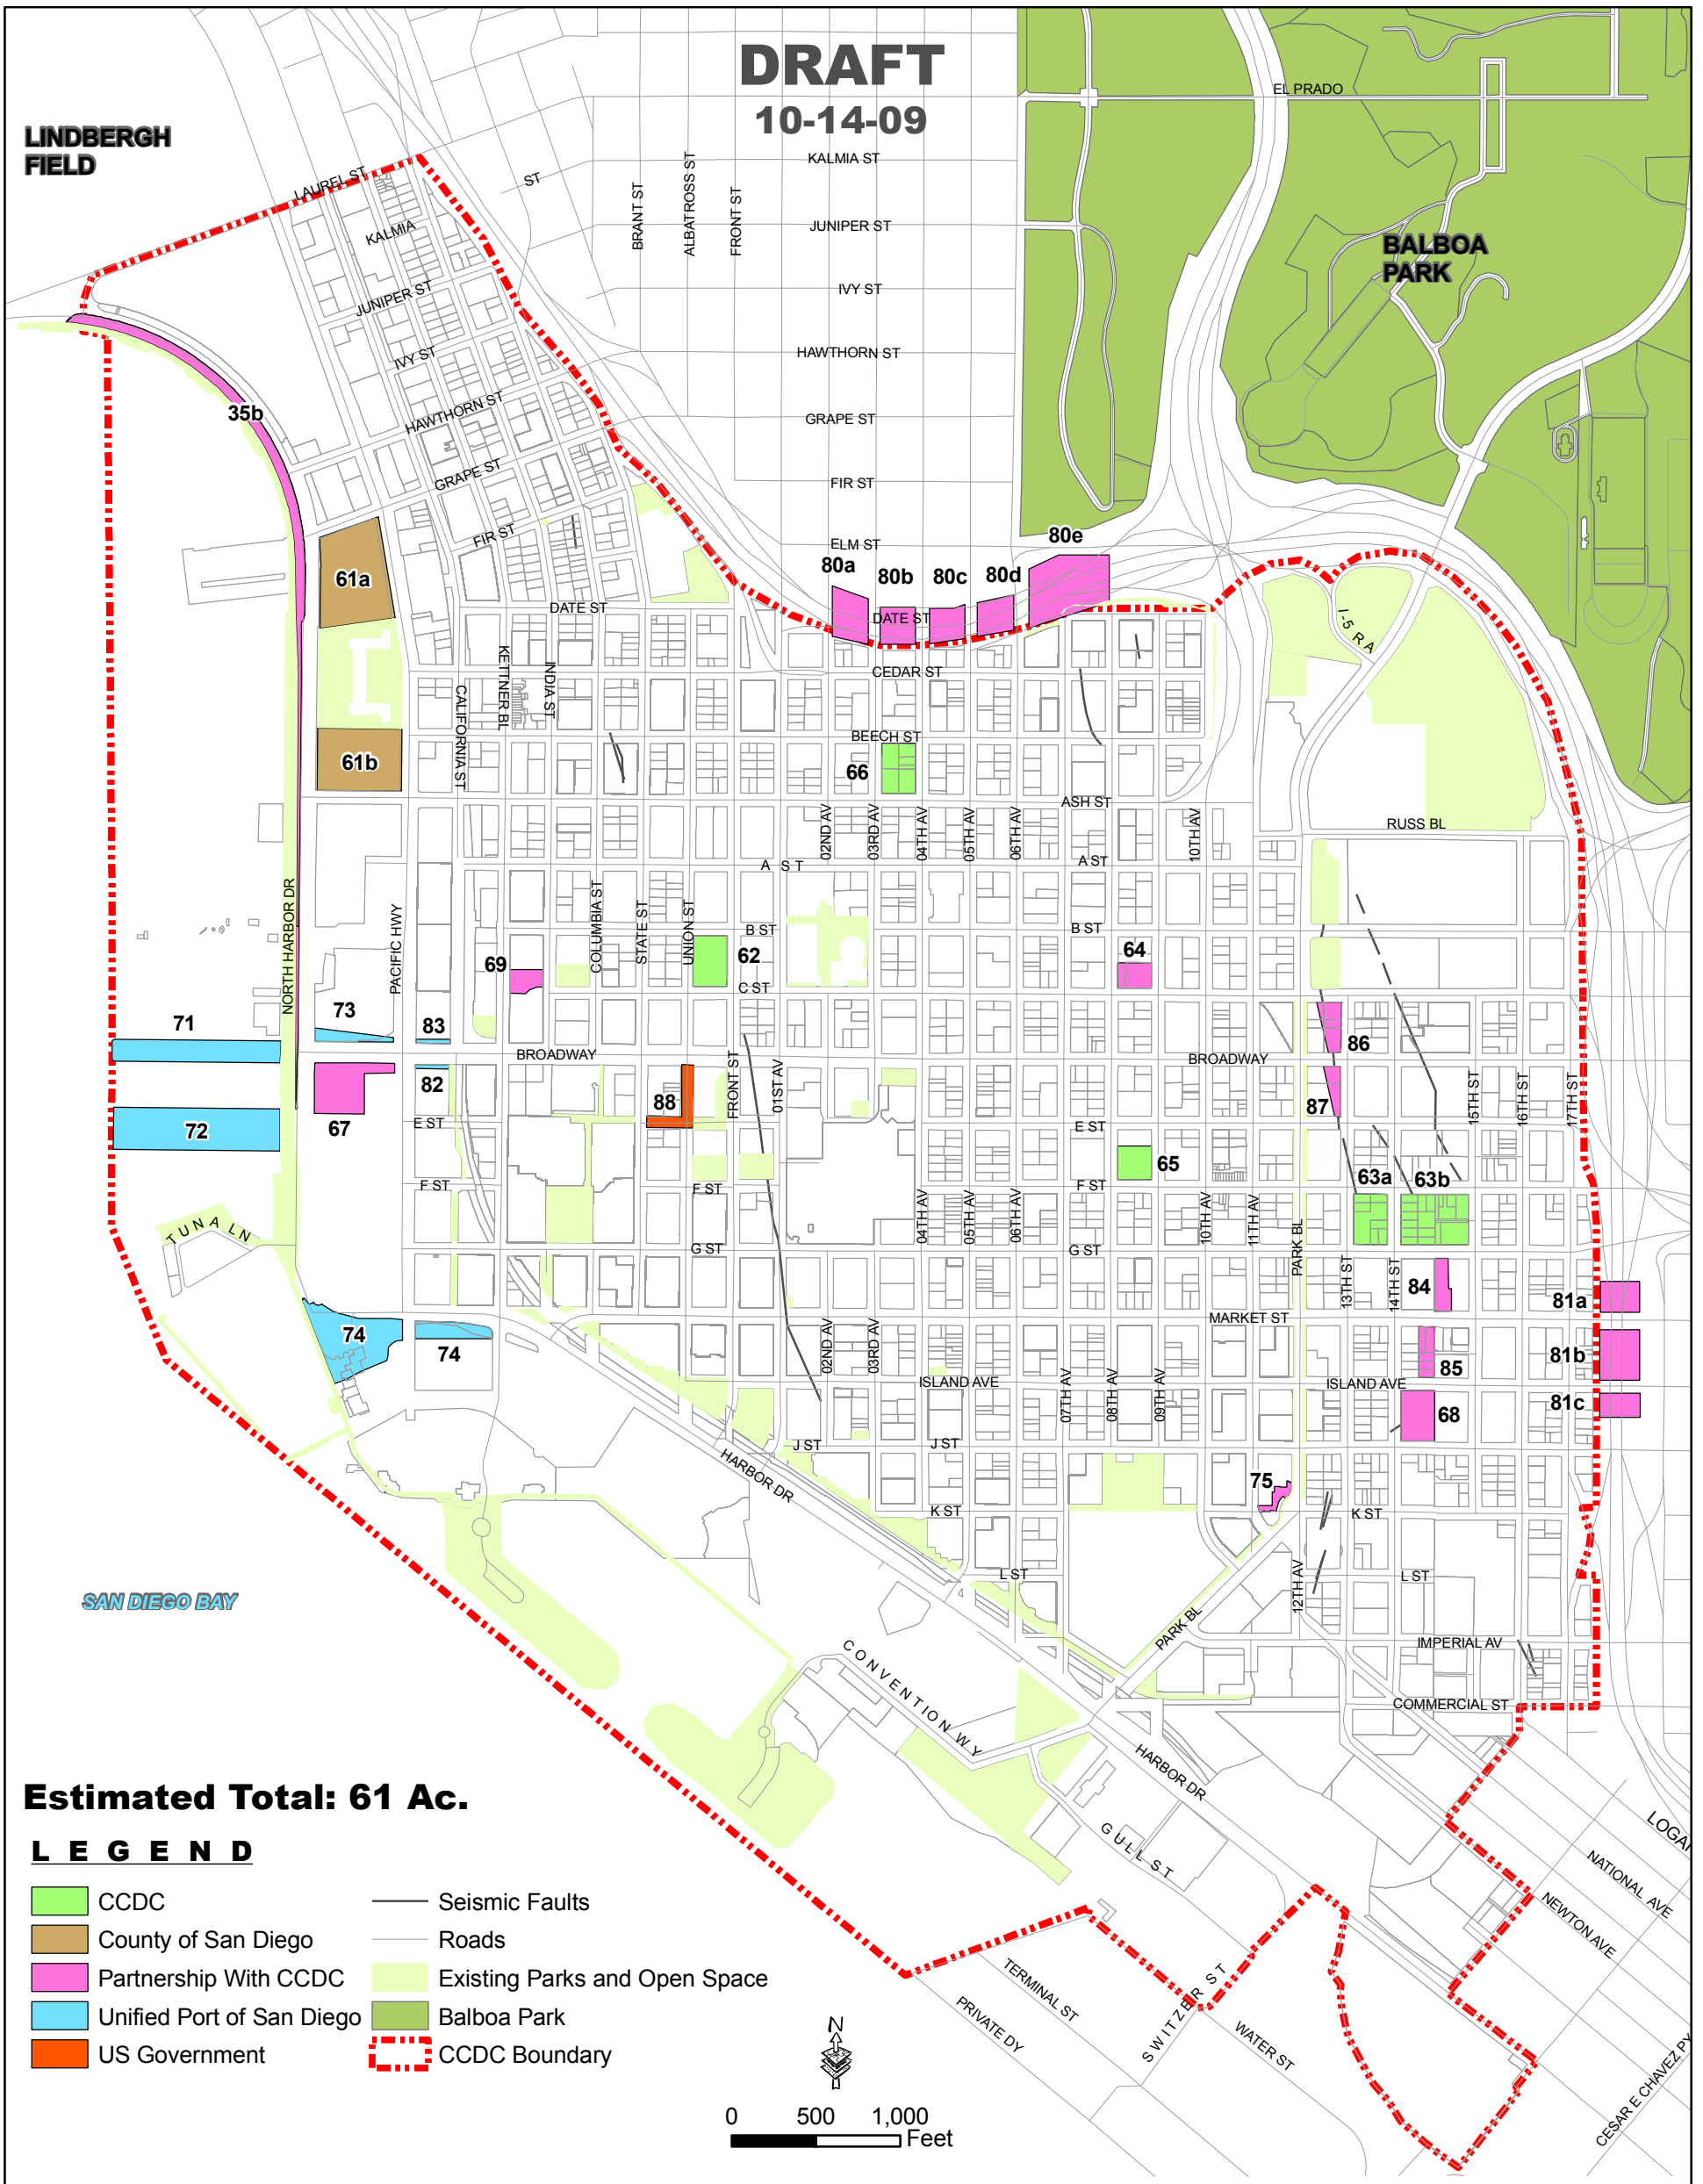 DRAFT
10-14-09
EL PRADO
LINDBERGH
FIELD
KALMIA ST
LAUREL ST
ST
BRANT ST
ALBATROSS ST
FRONT ST
KALMIA
JUNIPER ST
BALBOA
PARK
JUNIPER ST
IVY ST
IVY ST
HAWTHORN ST
35b
HAWTHORN ST
GRAPE ST
GRAPE ST
FIR ST
FIR ST
ELM ST
80e
80a
80b
80c
80d
61a
DATE ST
DATE ST
I-5 RA
CEDAR ST
KETTNER BL
INDIA ST
CALIFORNIA ST
BEECH ST
61b
66
ASH ST
RUSS BL
02ND AV
03RD AV
04TH AV
05TH AV
06TH AV
10TH AV
A ST
A ST
NORTH HARBOR DR
PACIFIC HWY
COLUMBIA ST
STATE ST
UNION ST
B ST
B ST
69
62
64
C ST
73
71
83
86
BROADWAY
BROADWAY
FRONT ST
01ST AV
82
88
87
15TH ST
16TH ST
17TH ST
72
67
E ST
E ST
65
63a
63b
F ST
F ST
F ST
TUNA LN
04TH AV
05TH AV
06TH AV
10TH AV
11TH AV
PARK BL
G ST
G ST
13TH ST
14TH ST
84
81a
MARKET ST
74
74
02ND AV
03RD AV
85
81b
ISLAND AVE
ISLAND AVE
07TH AV
08TH AV
09TH AV
68
81c
J ST
J ST
HARBOR DR
75
K ST
K ST
L ST
L ST
12TH AV
SAN DIEGO BAY
PARK BL
IMPERIAL AV
CONVENTION WY
COMMERCIAL ST
HARBOR DR
Estimated Total: 61 Ac.
LOGAN
GULL ST
NATIONAL AVE
NEWTON AVE
LEGEND
CCDC
Seismic Faults
County of San Diego
Roads
Partnership With CCDC
Existing Parks and Open Space
Unified Port of San Diego
Balboa Park
US Government
CCDC Boundary
TERMINAL ST
PRIVATE DY
SWITZER ST
WATER ST
CESAR E CHAVEZ PY
N
0 500 1,000
Feet